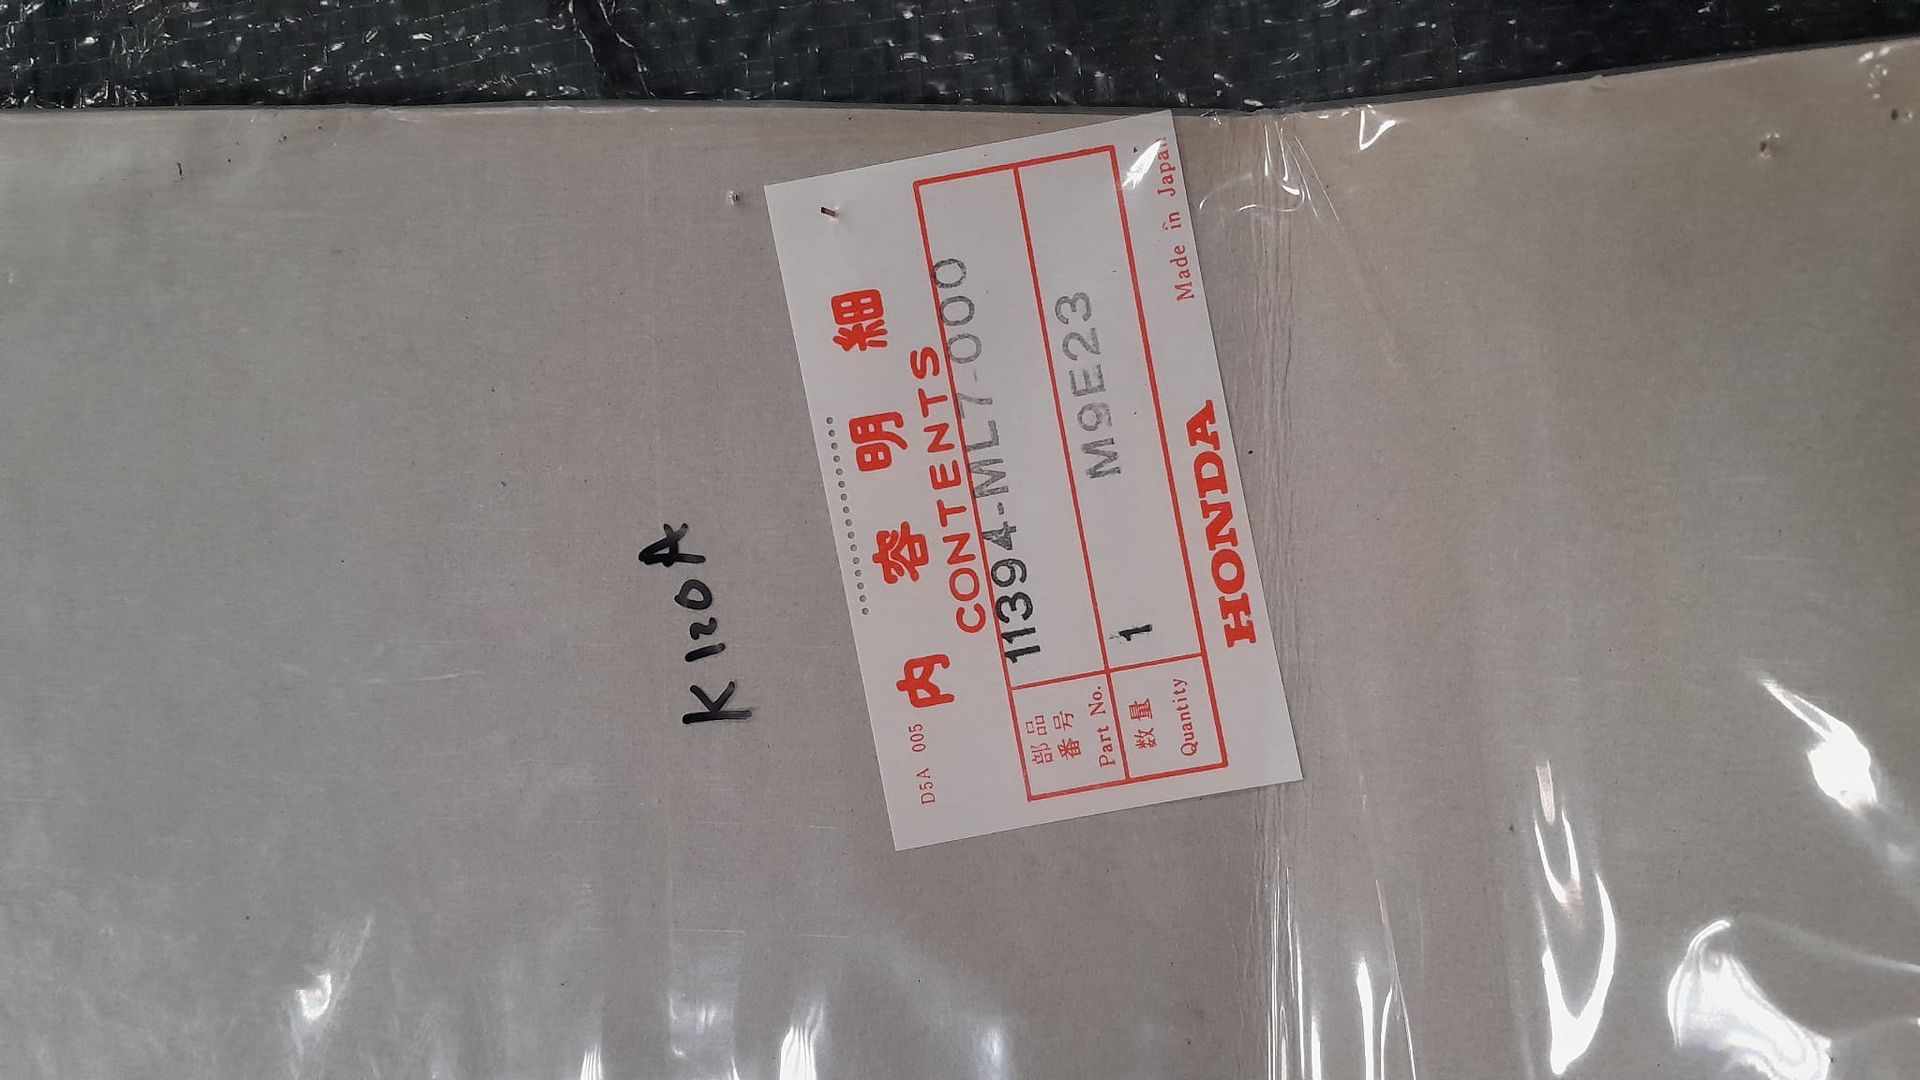 K120A
D5A 005
内容明細
CONTENTS
部品番号
Part No.
11394-ML7-000
数量
Quantity
1
M9E23
HONDA
Made in Japan